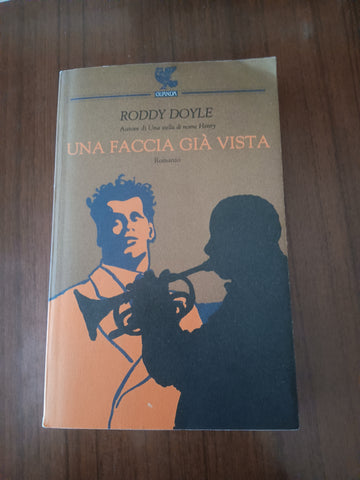 GUANDA
RODDY DOYLE
Autore di Una stella di nome Henry
UNA FACCIA GIÀ VISTA
Romanzo